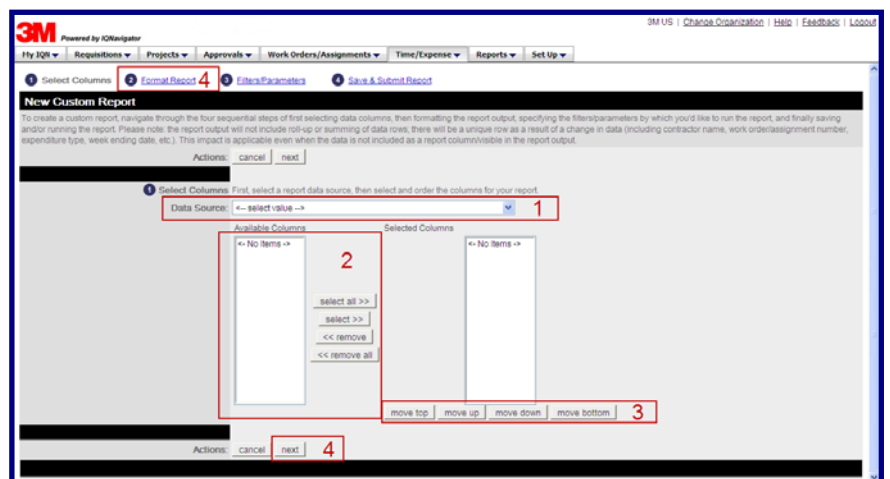 3M US | Change Organization | Help | Feedback | Logout
3M Powered by IQNavigator
My IQN Requisitions Projects Approvals Work Orders/Assignments Time/Expense Reports Set Up
1 Select Columns 2 Format Report 4 3 Filters/Parameters 4 Save & Submit Report
New Custom Report
To create a custom report, navigate through the four sequential steps of first selecting data columns, then formatting the report output, specifying the filters/parameters by which you'd like to run the report, and finally saving
and/or running the report. Please note: the report output will not include roll-up or summing of data rows; there will be a unique row as a result of a change in data (including contractor name, work order/assignment number,
expenditure type, week ending date, etc.). This impact is applicable even when the data is not included as a report column/visible in the report output.
Actions: cancel next
1 Select Columns First, select a report data source, then select and order the columns for your report.
Data Source: <-- select value --> 1
Available Columns Selected Columns
<- No Items -> <- No Items ->
2
select all >>
select >>
<< remove
<< remove all
move top move up move down move bottom 3
Actions: cancel next 4